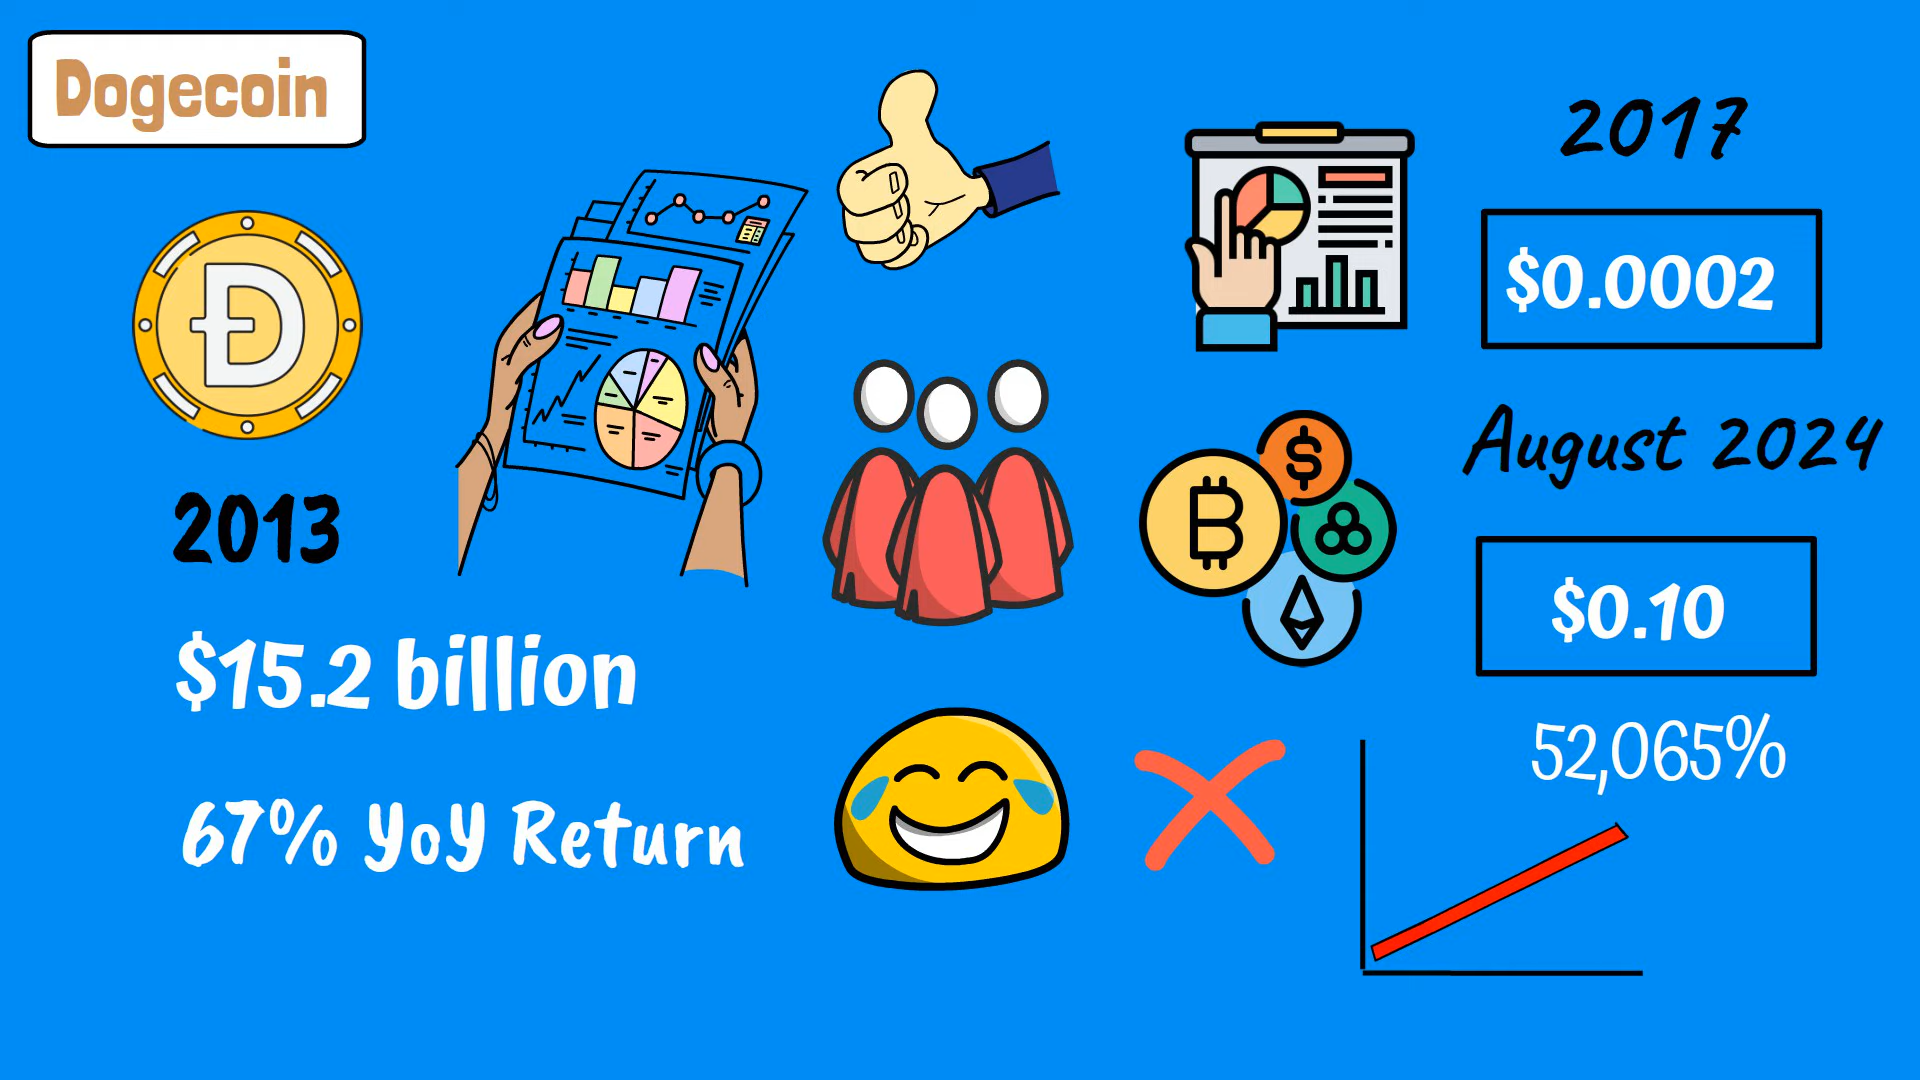 Dogecoin
2013
$15.2 billion
67% YoY Return
2017
$0.0002
August 2024
$0.10
52,065%